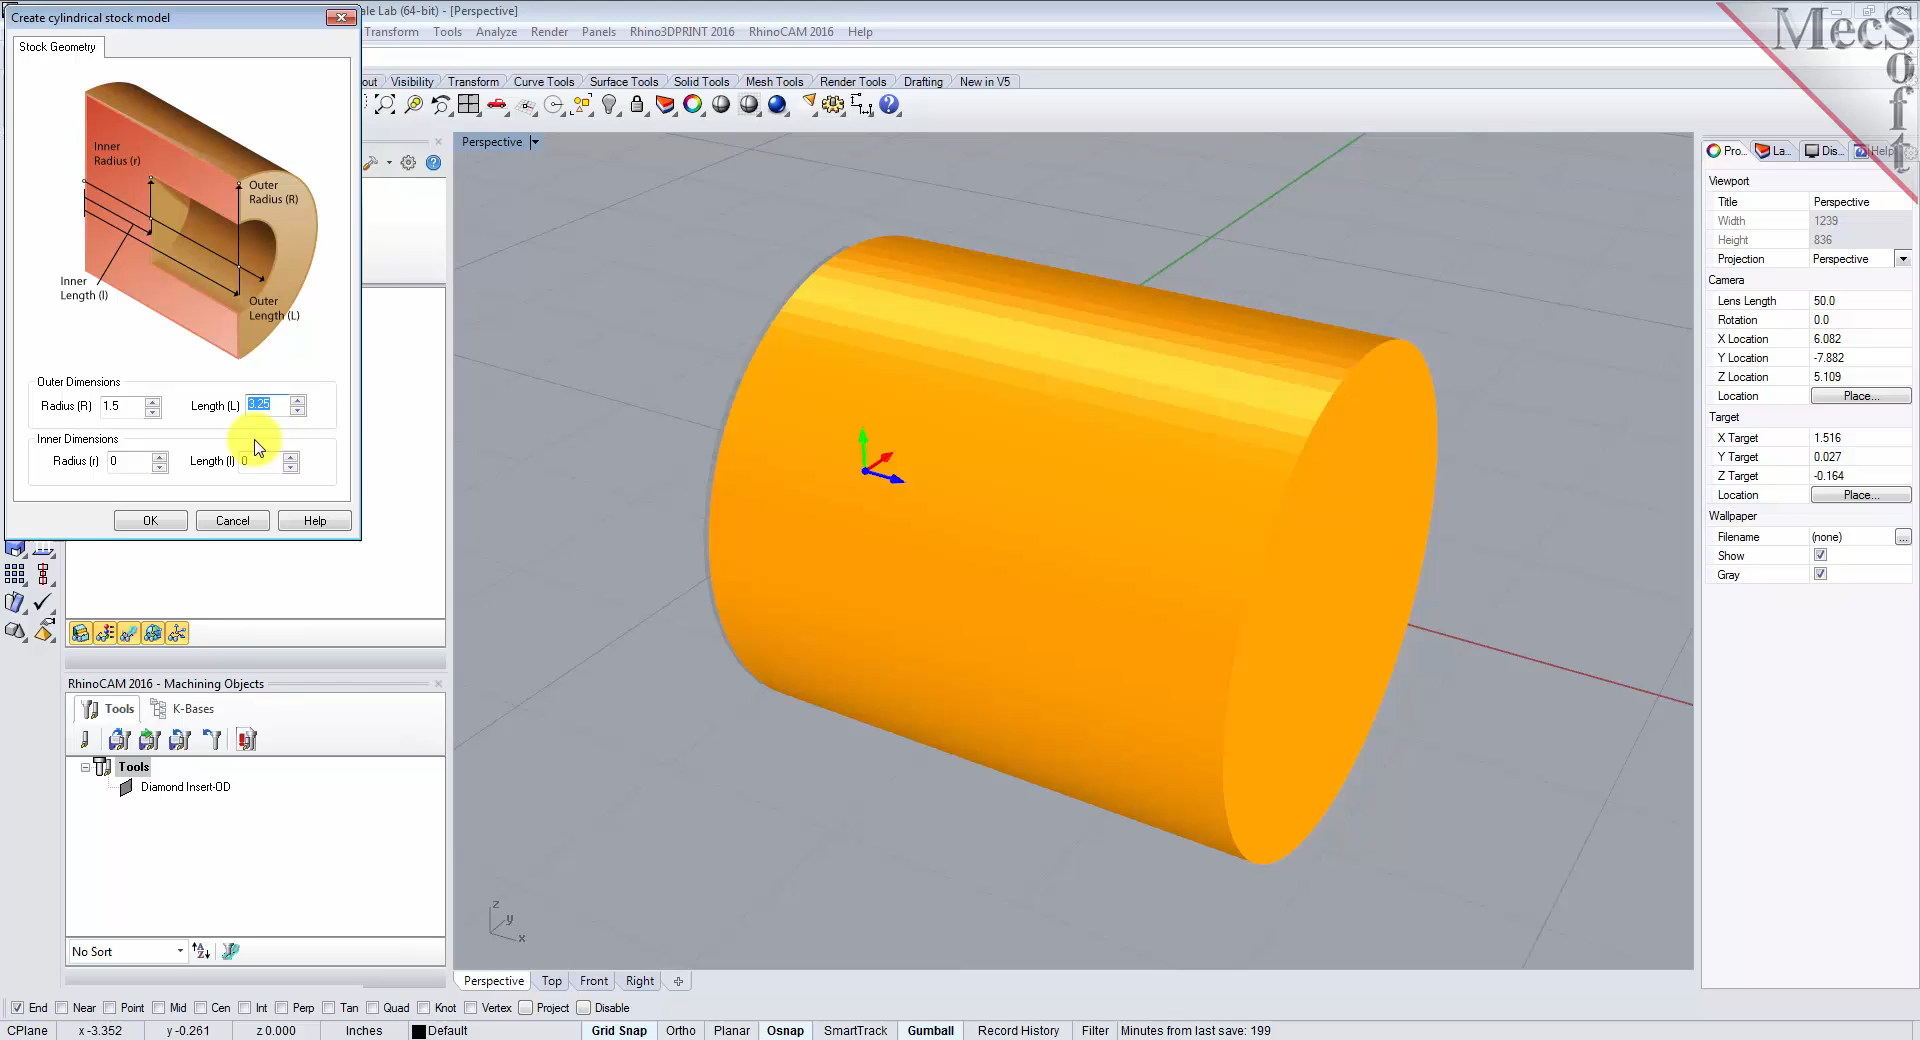 Create cylindrical stock model
ale Lab (64-bit) - [Perspective]
Transform Tools Analyze Render Panels Rhino3DPRINT 2016 RhinoCAM 2016 Help
Stock Geometry
out Visibility Transform Curve Tools Surface Tools Solid Tools Mesh Tools Render Tools Drafting New in V5
MecSoft
Inner
Radius (r)
Outer
Radius (R)
Inner
Length (l)
Outer
Length (L)
Outer Dimensions
Radius (R) 1.5 Length (L) 3.25
Inner Dimensions
Radius (r) 0 Length (l) 0
OK Cancel Help
RhinoCAM 2016 - Machining Objects
Tools K-Bases
Tools
Diamond Insert-OD
No Sort
Perspective
z
y
x
Perspective Top Front Right
Pro... La... Dis... Help
Viewport
Title Perspective
Width 1239
Height 836
Projection Perspective
Camera
Lens Length 50.0
Rotation 0.0
X Location 6.082
Y Location -7.882
Z Location 5.109
Location Place...
Target
X Target 1.516
Y Target 0.027
Z Target -0.164
Location Place...
Wallpaper
Filename (none) ...
Show
Gray
End Near Point Mid Cen Int Perp Tan Quad Knot Vertex Project Disable
CPlane x -3.352 y -0.261 z 0.000 Inches Default Grid Snap Ortho Planar Osnap SmartTrack Gumball Record History Filter Minutes from last save: 199